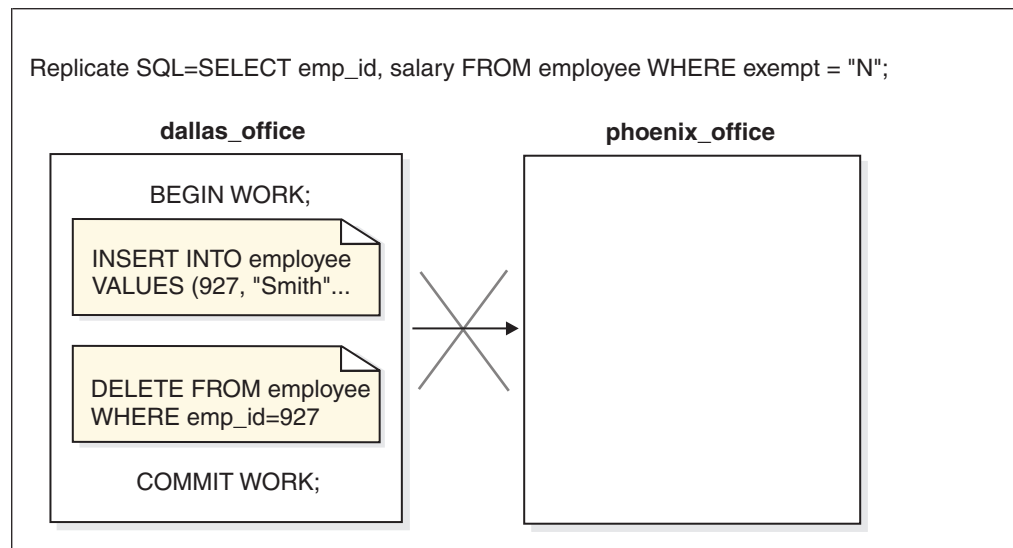 Replicate SQL=SELECT emp_id, salary FROM employee WHERE exempt = "N";
dallas_office
phoenix_office
BEGIN WORK;
INSERT INTO employee
VALUES (927, "Smith"...
DELETE FROM employee
WHERE emp_id=927
COMMIT WORK;